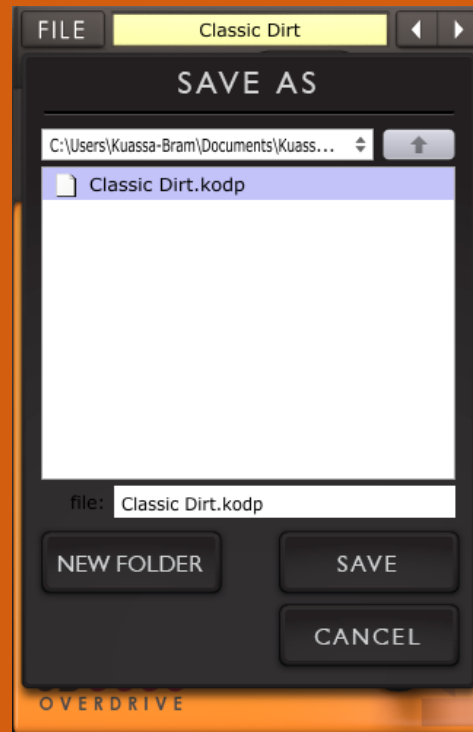 FILE Classic Dirt
SAVE AS
C:\Users\Kuassa-Bram\Documents\Kuass...
Classic Dirt.kodp
file: Classic Dirt.kodp
NEW FOLDER SAVE
CANCEL
OVERDRIVE